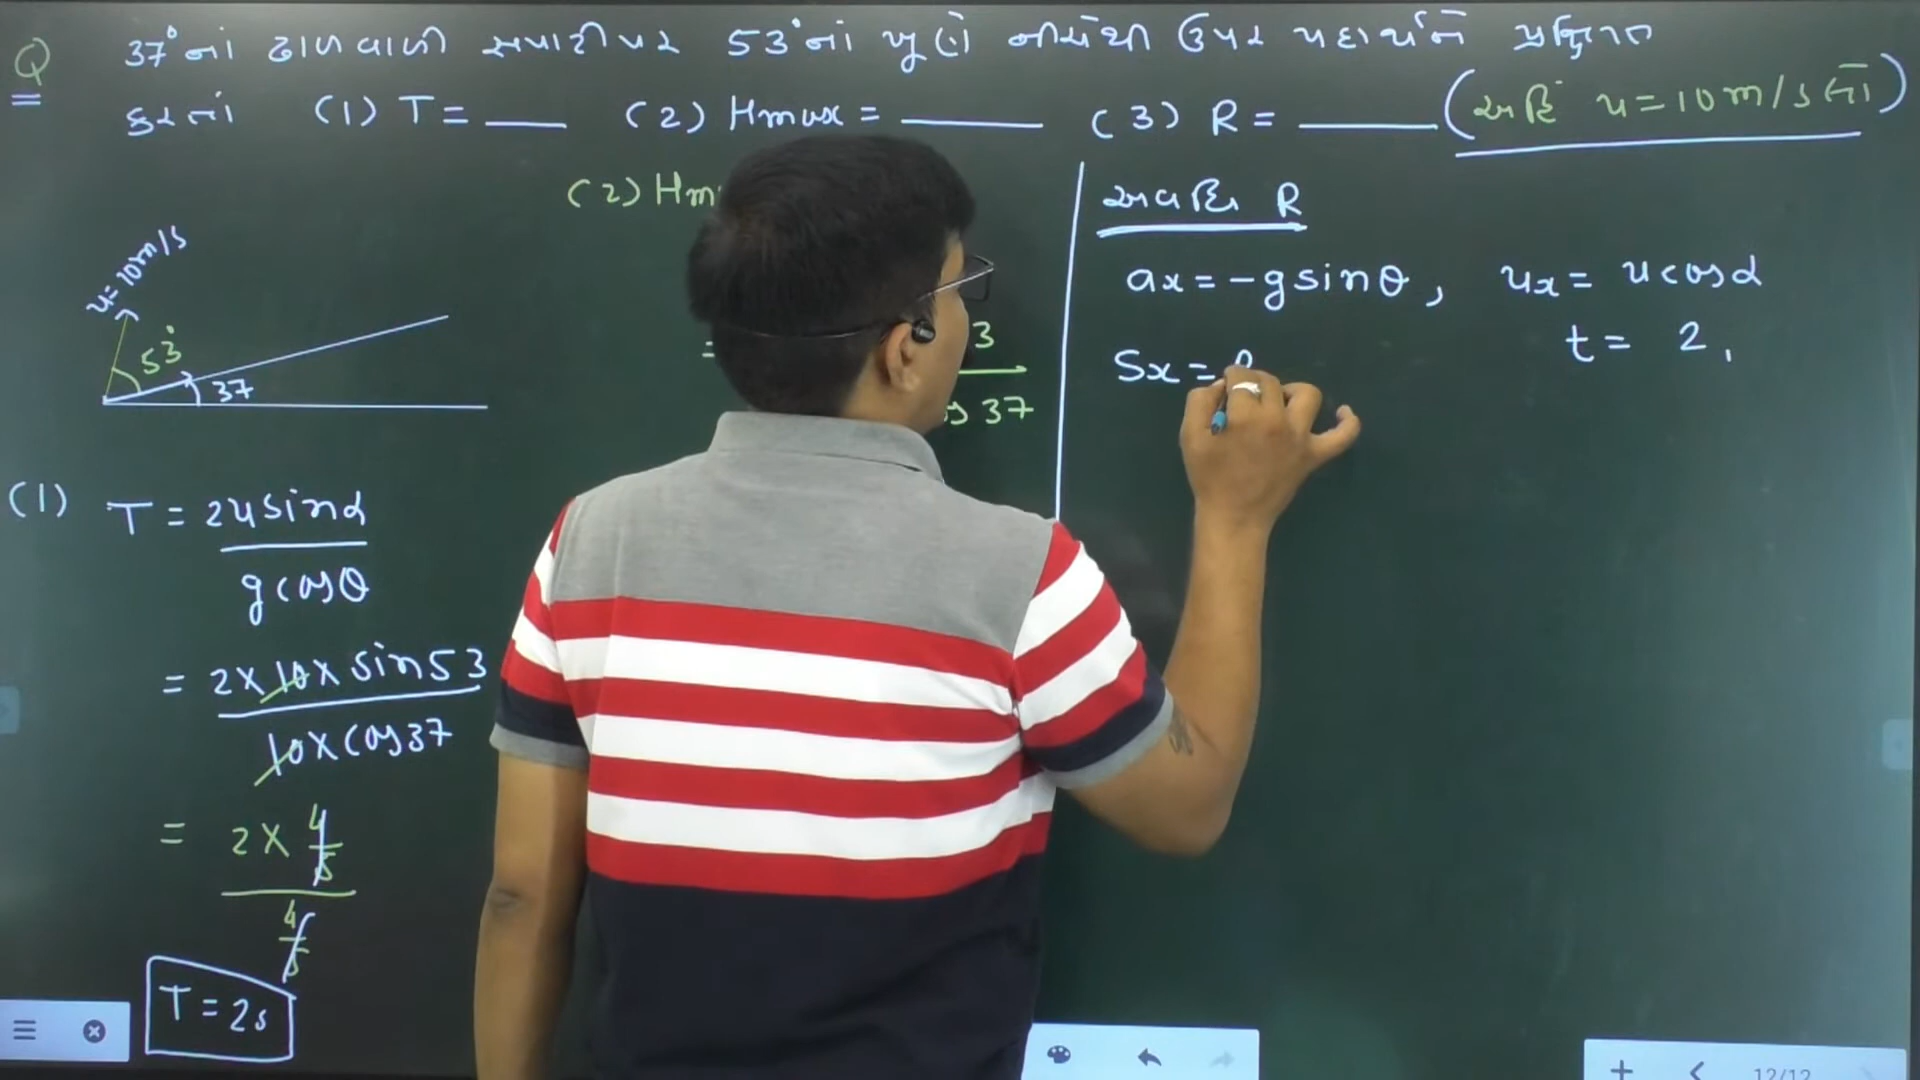 Q 37° નાં ઢાળવાળી સપાટી પર 53° નાં ખૂણે નીચેથી ઉપર પદાર્થને પ્રક્ષિપ્ત
કરતાં (1) T = ___ (2) Hmax = ___ (3) R = ___ (અહિં u = 10m/s નો)
u = 10m/s
53°
37
(1) T = 2usinα
gcosθ
= 2 × 10 × sin53
10 × cos37
= 2 × 4/5
4/5
T = 2s
(2) Hm
=
3
37
અવધિ R
ax = -gsinθ, ux = ucosα
t = 2,
Sx =
12/12